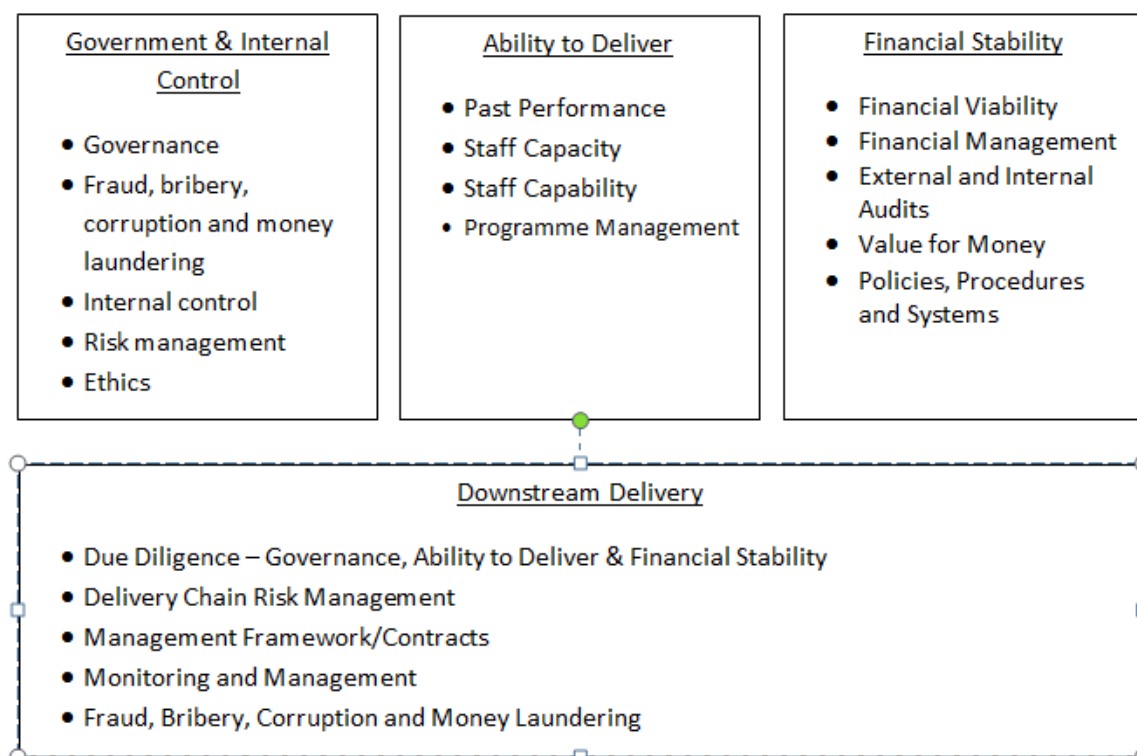 Government & Internal
Control
• Governance
• Fraud, bribery,
corruption and money
laundering
• Internal control
• Risk management
• Ethics
Ability to Deliver
• Past Performance
• Staff Capacity
• Staff Capability
• Programme Management
Financial Stability
• Financial Viability
• Financial Management
• External and Internal
Audits
• Value for Money
• Policies, Procedures
and Systems
Downstream Delivery
• Due Diligence – Governance, Ability to Deliver & Financial Stability
• Delivery Chain Risk Management
• Management Framework/Contracts
• Monitoring and Management
• Fraud, Bribery, Corruption and Money Laundering